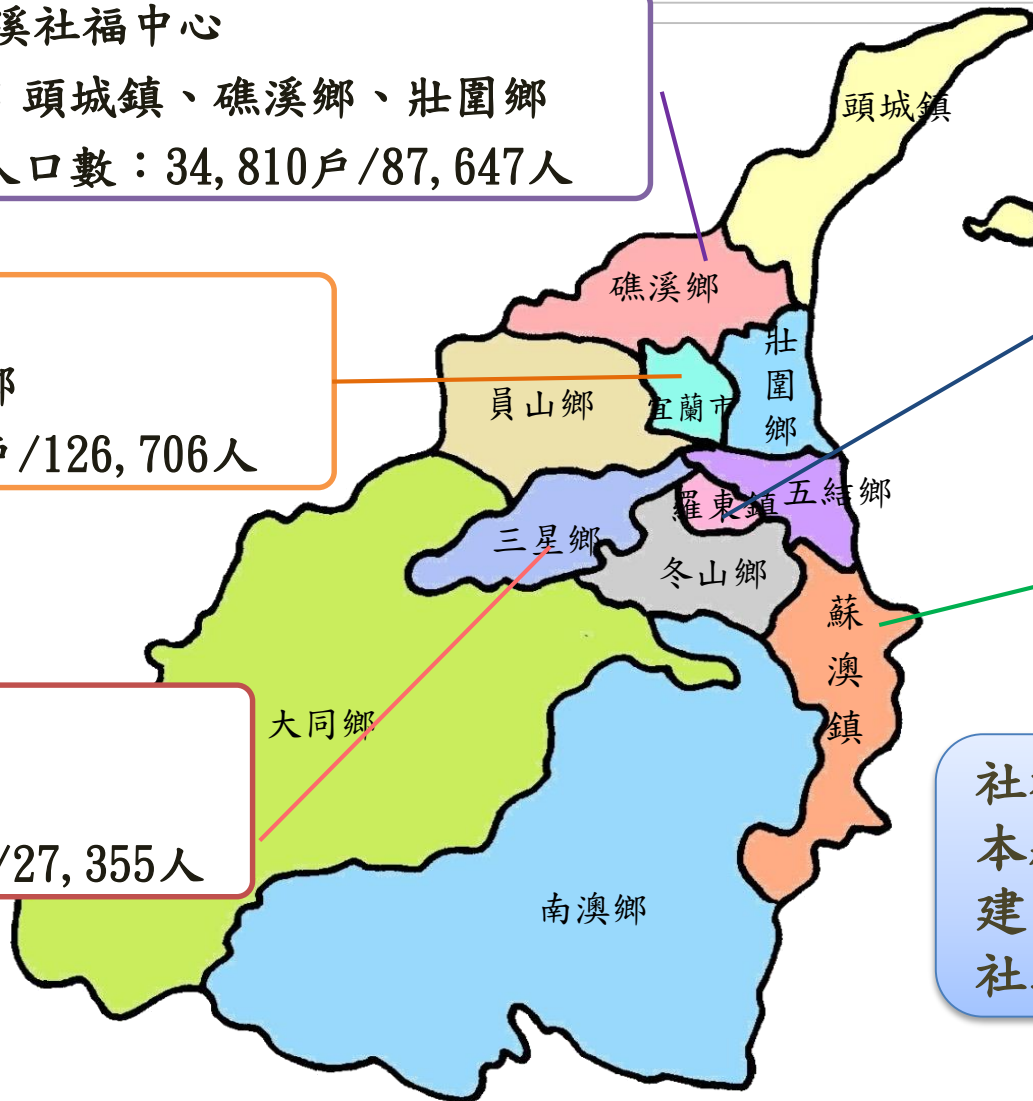 溪社福中心
頭城鎮、礁溪鄉、壯圍鄉
人口數：34,810戶/87,647人
頭城鎮
礁溪鄉
壯圍鄉
鄉
戶/126,706人
員山鄉
宜蘭市
羅東鎮
五結鄉
三星鄉
冬山鄉
蘇澳鎮
大同鄉
/27,355人
南澳鄉
社
本
建
社